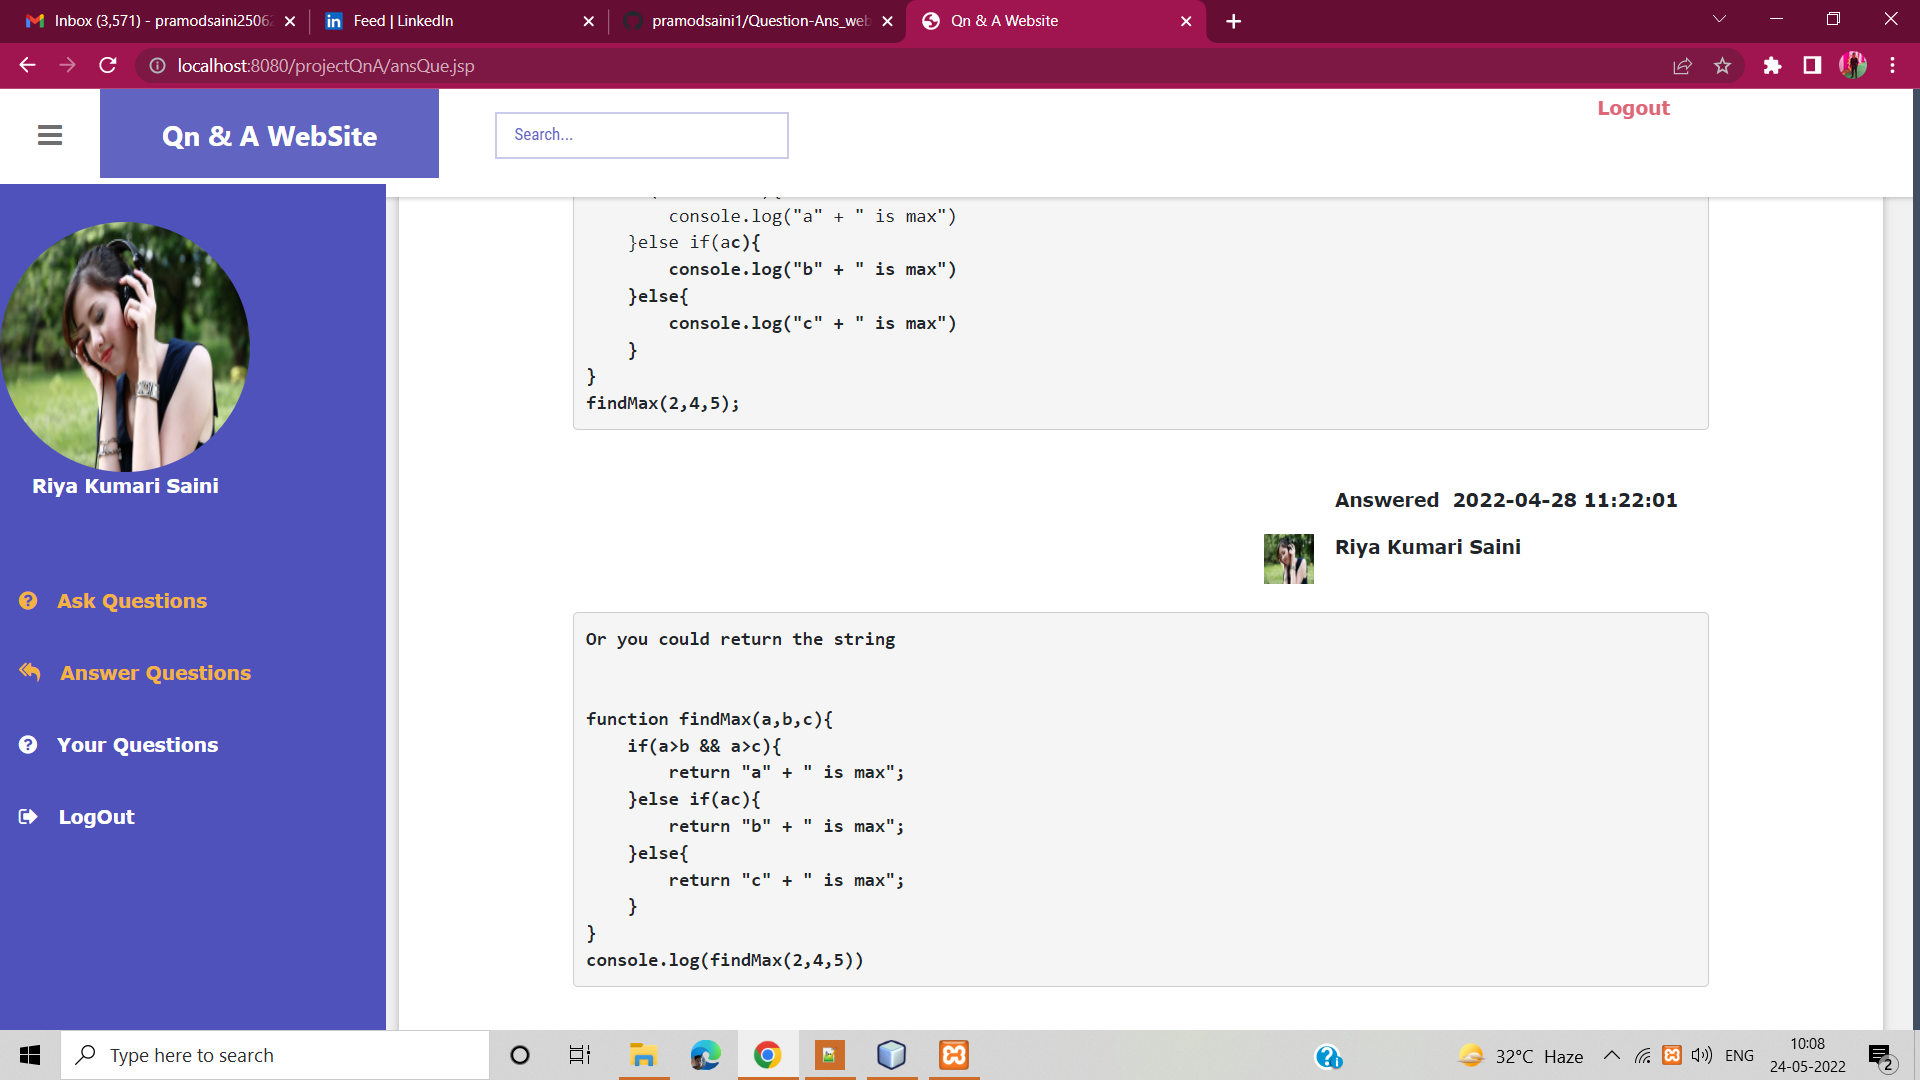 Inbox (3,571) - pramodsaini2506
Feed | LinkedIn
pramodsaini1/Question-Ans_web
Qn & A Website
localhost:8080/projectQnA/ansQue.jsp
Qn & A WebSite
Search...
Logout
Riya Kumari Saini
Ask Questions
Answer Questions
Your Questions
LogOut
console.log("a" + " is max")
}else if(ac){
console.log("b" + " is max")
}else{
console.log("c" + " is max")
}
}
findMax(2,4,5);
Answered 2022-04-28 11:22:01
Riya Kumari Saini
Or you could return the string
function findMax(a,b,c){
if(a>b && a>c){
return "a" + " is max";
}else if(ac){
return "b" + " is max";
}else{
return "c" + " is max";
}
}
console.log(findMax(2,4,5))
Type here to search
32°C Haze
ENG
10:08
24-05-2022
2